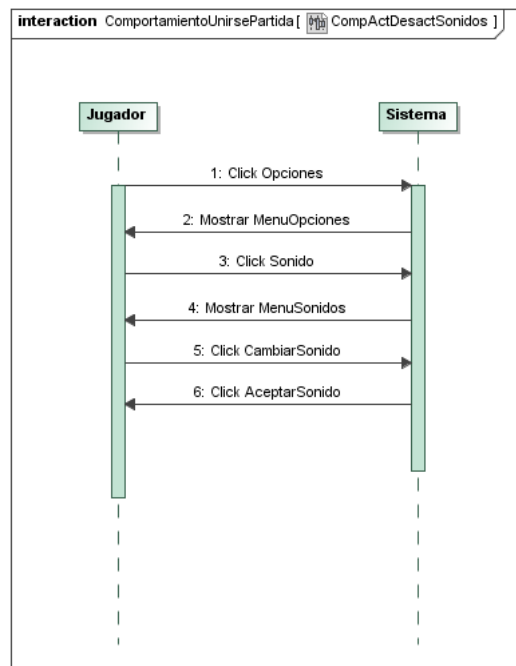 interaction ComportamientoUnirsePartida [ CompActDesactSonidos ]
Jugador
Sistema
1: Click Opciones
2: Mostrar MenuOpciones
3: Click Sonido
4: Mostrar MenuSonidos
5: Click CambiarSonido
6: Click AceptarSonido